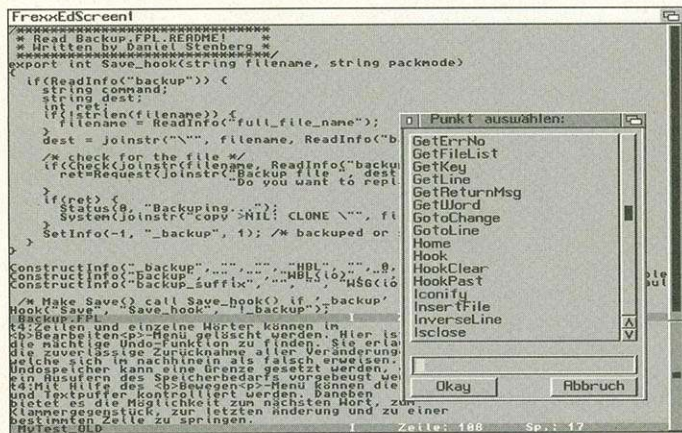 FrexxEdScreen1
/*****************************
* Read Backup.FPL.README! *
* Written by Daniel Stenberg *
*****************************/
export int Save_hook(string filename, string packmode)
{
if(ReadInfo("backup")) {
string command;
string dest;
int ret;
if(!strlen(filename)) {
filename = ReadInfo("full_file_name");
}
dest = joinstr("\"", filename, ReadInfo("b
/* check for the file */
if(Check(joinstr(filename, ReadInfo("backu
ret=Request(joinstr("Backup file ", dest
"Do you want to repl
}
if(ret) {
Status(0, "Backuping...");
System(joinstr("copy >NIL: CLONE \"", fi
}
SetInfo(-1, "_backup", 1); /* backuped or
}
}
ConstructInfo("_backup", "", "", "HBL", "", 0,
ConstructInfo("backup", "", "", "WBL(io)",
ConstructInfo("backup_suffix", "", "", "WSG(io
/* Make Save() call Save_hook() if '_backup'
Hook("Save", "Save_hook", "!_backup");
Backup.FPL
t4:Zeilen und einzelne Wörter können im
<b>Bearbeiten<p>-Menü gelöscht werden. Hier is
die mächtige Undo-Funktion zu finden. Sie erla
die zuverlässige Zurücknahme aller Veränderung
welche sich im nachhinein als falsch erweisen.
Undospeicher kann eine Grenze gesetzt werden,
ein Ausufern des Speicherbedarfs vorgebeugt we
t4:Mit Hilfe des <b>Bewegen<p>-Menü können die
und Textpuffer kontrolliert werden. Daneben
bietet es die Möglichkeit zum nächsten Wort, zum
Klammergegenstück, zur letzten Änderung und zu einer
bestimmten Zeile zu springen.
MyTest OLD I Zeile: 108 Sp.: 17
Punkt auswählen:
GetErrNo
GetFileList
GetKey
GetLine
GetReturnMsg
GetWord
GotoChange
GotoLine
Home
Hook
HookClear
HookPast
Iconify
InsertFile
InverseLine
Isclose
Okay
Abbruch